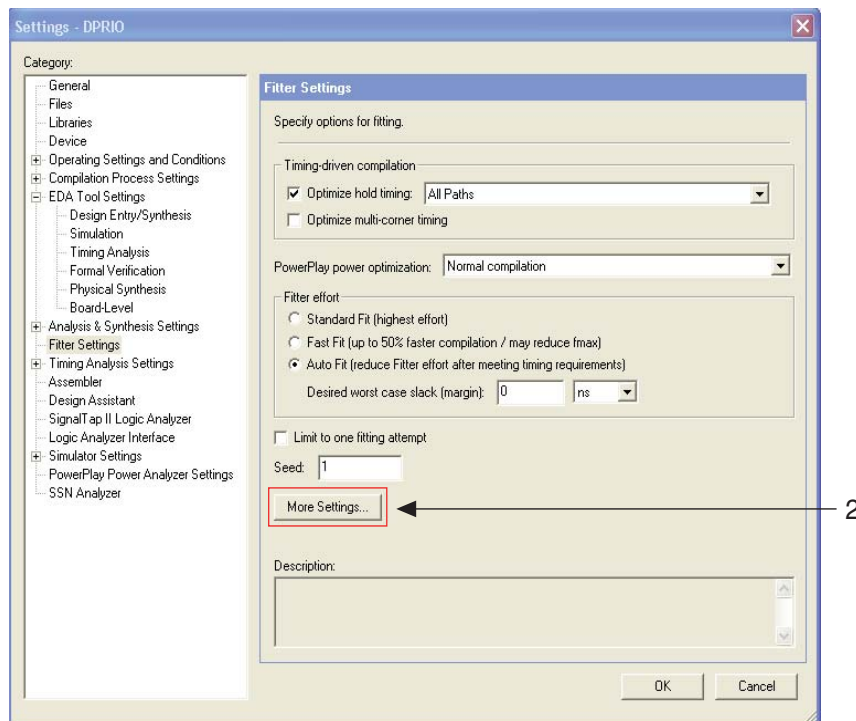 Settings - DPRIO
Category:
General
Files
Libraries
Device
Operating Settings and Conditions
Compilation Process Settings
EDA Tool Settings
Design Entry/Synthesis
Simulation
Timing Analysis
Formal Verification
Physical Synthesis
Board-Level
Analysis & Synthesis Settings
Fitter Settings
Timing Analysis Settings
Assembler
Design Assistant
SignalTap II Logic Analyzer
Logic Analyzer Interface
Simulator Settings
PowerPlay Power Analyzer Settings
SSN Analyzer
Fitter Settings
Specify options for fitting.
Timing-driven compilation
Optimize hold timing: All Paths
Optimize multi-corner timing
PowerPlay power optimization: Normal compilation
Fitter effort
Standard Fit (highest effort)
Fast Fit (up to 50% faster compilation / may reduce fmax)
Auto Fit (reduce Fitter effort after meeting timing requirements)
Desired worst case slack (margin): 0 ns
Limit to one fitting attempt
Seed: 1
More Settings...
2
Description:
OK Cancel